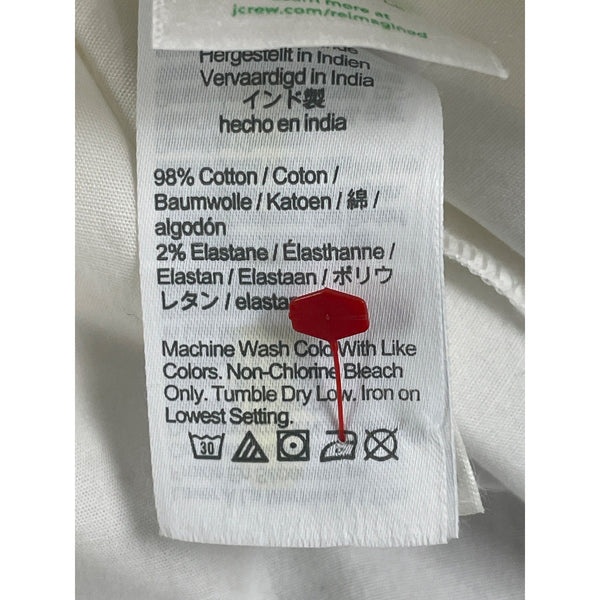 more at
jcrew.com/reimagined
Hergestellt in Indien
Vervaardigd in India
インド製
hecho en india
98% Cotton / Coton /
Baumwolle / Katoen / 綿 /
algodón
2% Elastane / Élasthanne /
Elastan / Elastaan / ポリウ
レタン /
Machine Wash Cold With Like
Colors. Non-Chlorine Bleach
Only. Tumble Dry Low. Iron on
Lowest Setting.
30